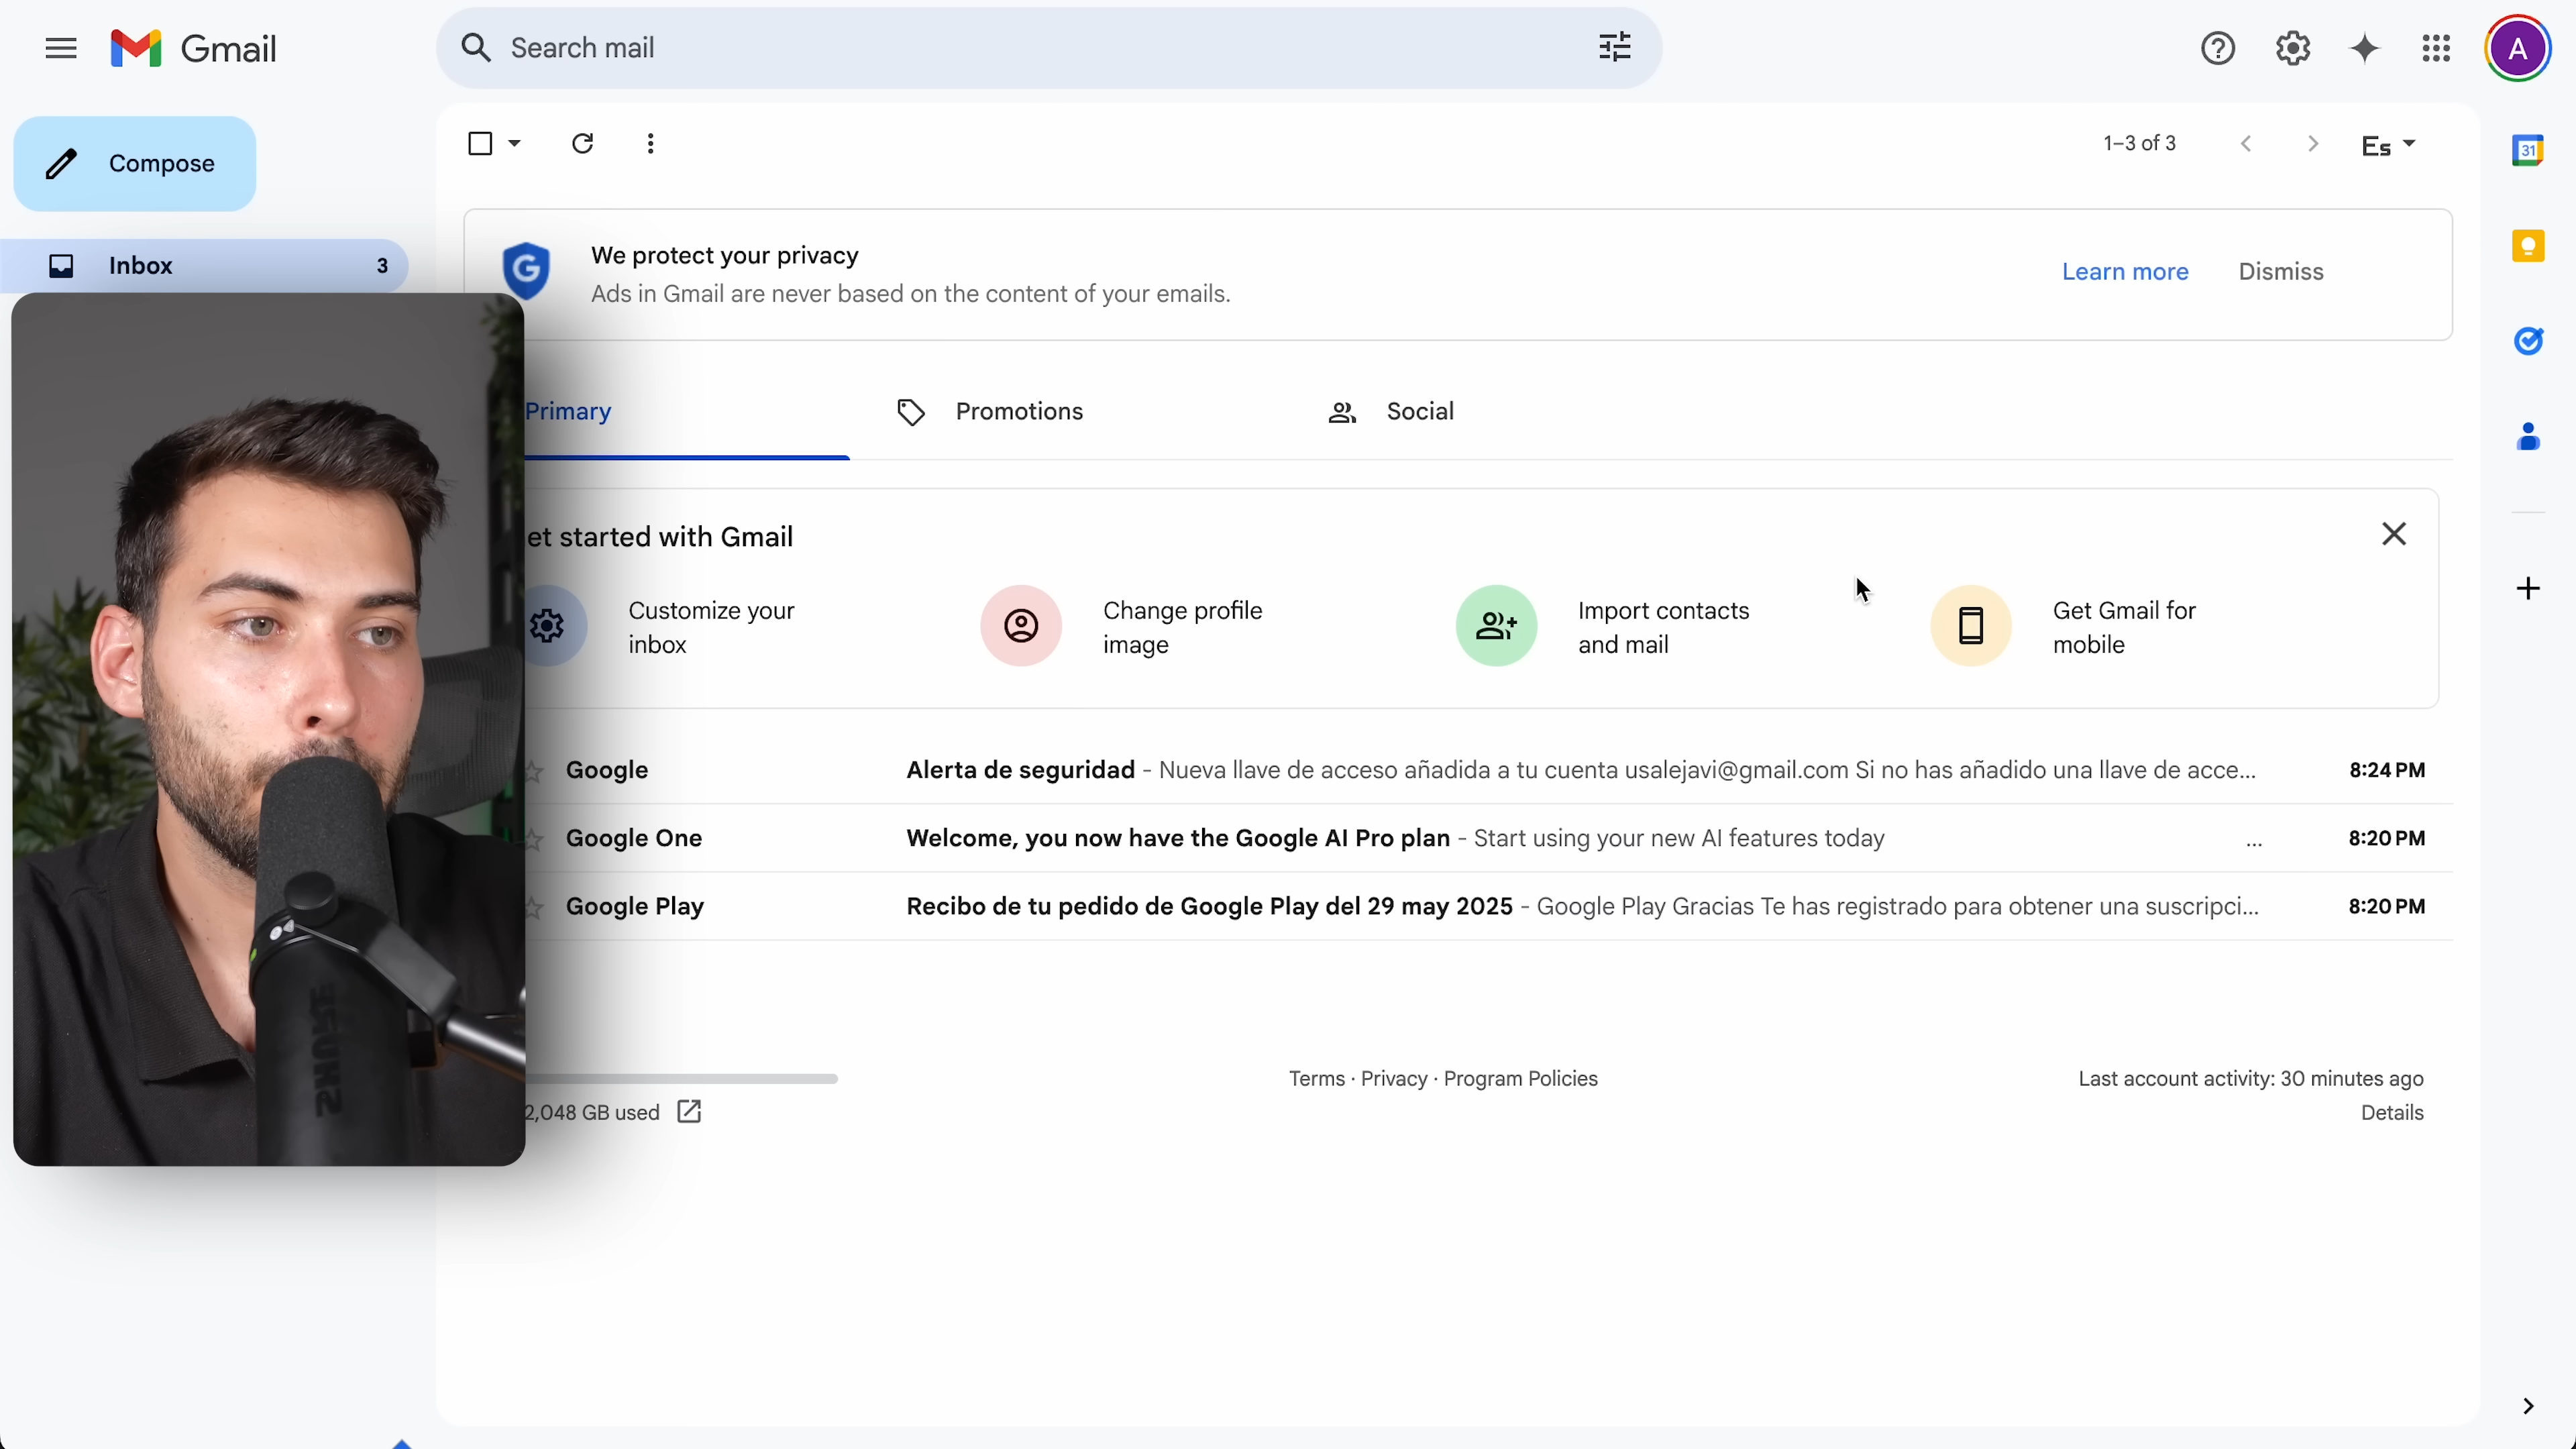 Gmail
Search mail
A
Compose
1–3 of 3
Es
31
Inbox
3
We protect your privacy
Ads in Gmail are never based on the content of your emails.
Learn more
Dismiss
Primary
Promotions
Social
et started with Gmail
Customize your
inbox
Change profile
image
Import contacts
and mail
Get Gmail for
mobile
Google
Alerta de seguridad - Nueva llave de acceso añadida a tu cuenta usalejavi@gmail.com Si no has añadido una llave de acce...
8:24 PM
Google One
Welcome, you now have the Google AI Pro plan - Start using your new AI features today ...
8:20 PM
Google Play
Recibo de tu pedido de Google Play del 29 may 2025 - Google Play Gracias Te has registrado para obtener una suscripci...
8:20 PM
SHURE
Terms · Privacy · Program Policies
Last account activity: 30 minutes ago
2,048 GB used
Details